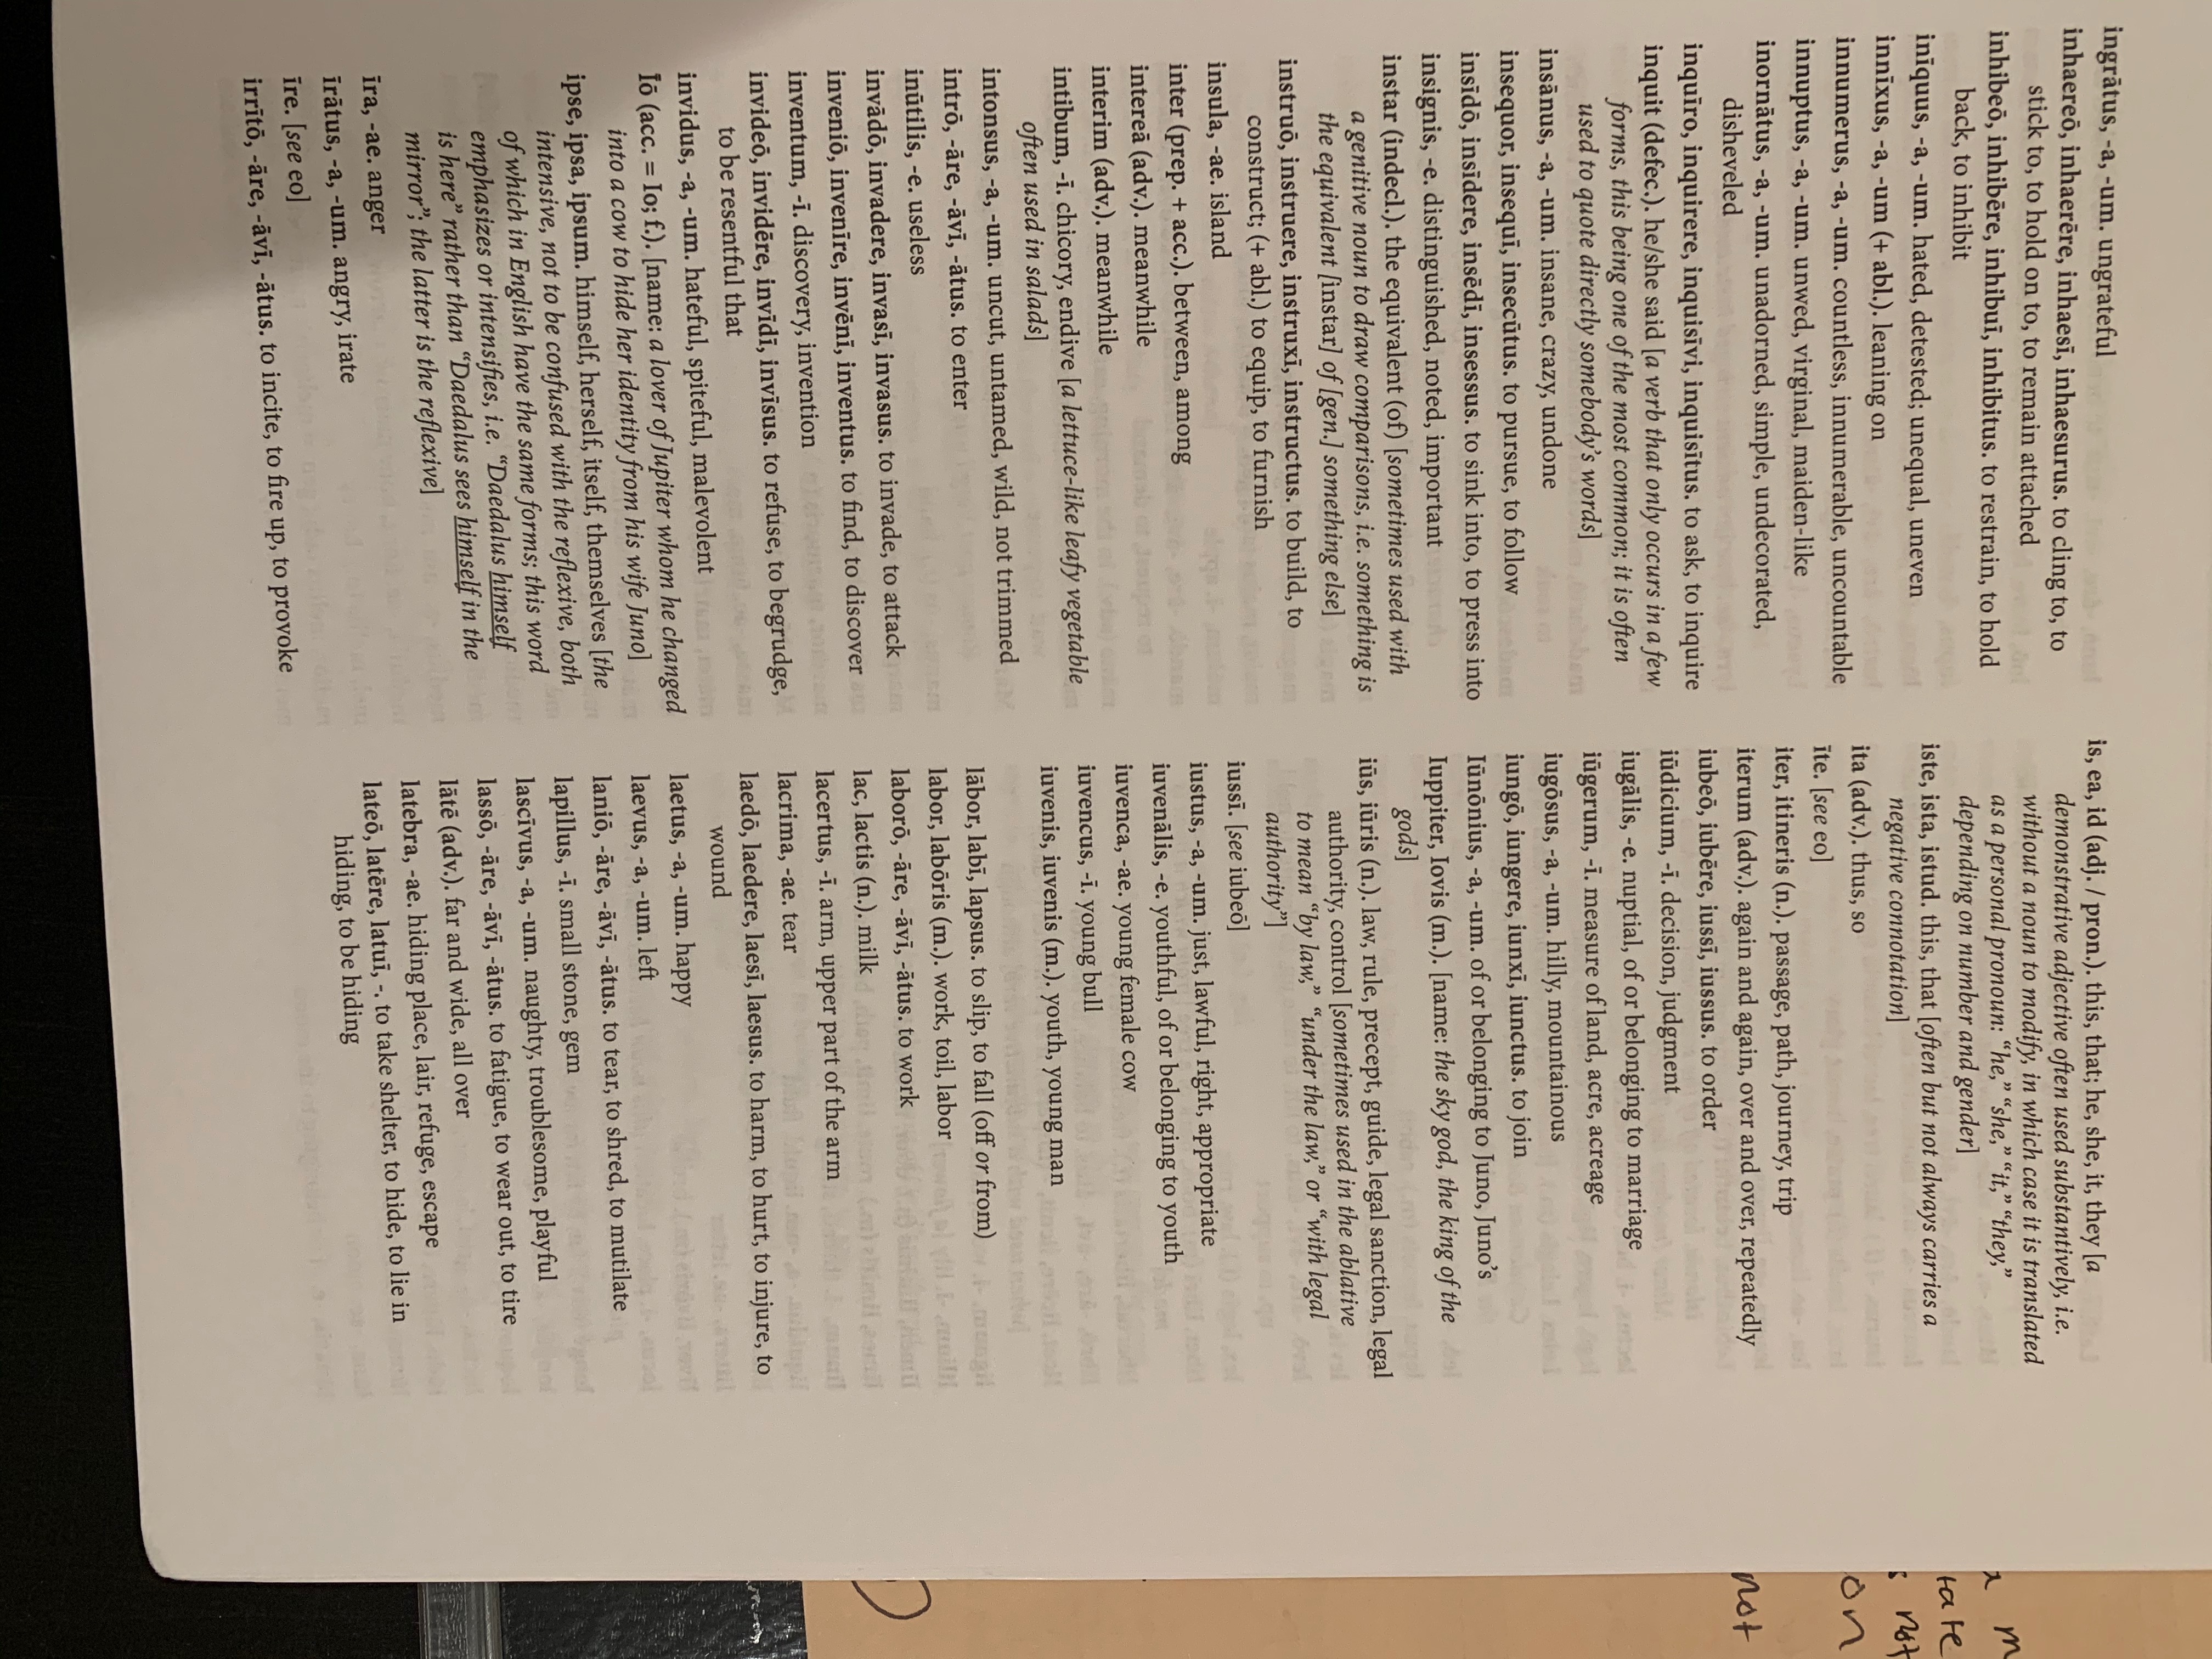 ingrātus, -a, -um. ungrateful
inhaereō, inhaerēre, inhaesī, inhaesurus. to cling to, to
stick to, to hold on to, to remain attached
inhibeō, inhibēre, inhibuī, inhibitus. to restrain, to hold
back, to inhibit
inīquus, -a, -um. hated, detested; unequal, uneven
innīxus, -a, -um (+ abl.). leaning on
innumerus, -a, -um. countless, innumerable, uncountable
innuptus, -a, -um. unwed, virginal, maiden-like
inornātus, -a, -um. unadorned, simple, undecorated,
disheveled
inquīro, inquirere, inquisīvi, inquisītus. to ask, to inquire
inquit (defec.). he/she said [a verb that only occurs in a few
forms, this being one of the most common; it is often
used to quote directly somebody's words]
insānus, -a, -um. insane, crazy, undone
insequor, insequī, insecūtus. to pursue, to follow
insīdō, insīdere, insēdī, insessus. to sink into, to press into
insignis, -e. distinguished, noted, important
instar (indecl.). the equivalent (of) [sometimes used with
a genitive noun to draw comparisons, i.e. something is
the equivalent [instar] of [gen.] something else]
instruō, instruere, instruxī, instructus. to build, to
construct; (+ abl.) to equip, to furnish
insula, -ae. island
inter (prep. + acc.). between, among
intereā (adv.). meanwhile
interim (adv.). meanwhile
intibum, -ī. chicory, endive [a lettuce-like leafy vegetable
often used in salads]
intonsus, -a, -um. uncut, untamed, wild, not trimmed
intrō, -āre, -āvī, -ātus. to enter
inūtilis, -e. useless
invādō, invadere, invasī, invasus. to invade, to attack
inveniō, invenīre, invēnī, inventus. to find, to discover
inventum, -ī. discovery, invention
invideō, invidēre, invīdī, invīsus. to refuse, to begrudge,
to be resentful that
invidus, -a, -um. hateful, spiteful, malevolent
Īō (acc. = Io; f.). [name: a lover of Jupiter whom he changed
into a cow to hide her identity from his wife Juno]
ipse, ipsa, ipsum. himself, herself, itself, themselves [the
intensive, not to be confused with the reflexive, both
of which in English have the same forms; this word
emphasizes or intensifies, i.e. “Daedalus himself
is here” rather than “Daedalus sees himself in the
mirror”; the latter is the reflexive]
īra, -ae. anger
īrātus, -a, -um. angry, irate
īre. [see eo]
irrītō, -āre, -āvī, -ātus. to incite, to fire up, to provoke
is, ea, id (adj. / pron.). this, that; he, she, it, they [a
demonstrative adjective often used substantively, i.e.
without a noun to modify, in which case it is translated
as a personal pronoun: “he,” “she,” “it,” “they,”
depending on number and gender]
iste, ista, istud. this, that [often but not always carries a
negative connotation]
ita (adv.). thus, so
īte. [see eo]
iter, itineris (n.). passage, path, journey, trip
iterum (adv.). again and again, over and over, repeatedly
iubeō, iubēre, iussī, iussus. to order
iūdicium, -ī. decision, judgment
iugālis, -e. nuptial, of or belonging to marriage
iūgerum, -ī. measure of land, acre, acreage
iugōsus, -a, -um. hilly, mountainous
iungō, iungere, iunxī, iunctus. to join
Iūnōnius, -a, -um. of or belonging to Juno, Juno's
Iuppiter, Iovis (m.). [name: the sky god, the king of the
gods]
iūs, iūris (n.). law, rule, precept, guide, legal sanction, legal
authority, control [sometimes used in the ablative
to mean “by law,” “under the law,” or “with legal
authority”]
iussī. [see iubeō]
iustus, -a, -um. just, lawful, right, appropriate
iuvenālis, -e. youthful, of or belonging to youth
iuvenca, -ae. young female cow
iuvencus, -ī. young bull
iuvenis, iuvenis (m.). youth, young man
lābor, labī, lapsus. to slip, to fall (off or from)
labor, labōris (m.). work, toil, labor
laborō, -āre, -āvī, -ātus. to work
lac, lactis (n.). milk
lacertus, -ī. arm, upper part of the arm
lacrima, -ae. tear
laedō, laedere, laesī, laesus. to harm, to hurt, to injure, to
wound
laetus, -a, -um. happy
laevus, -a, -um. left
laniō, -āre, -āvī, -ātus. to tear, to shred, to mutilate
lapillus, -ī. small stone, gem
lascīvus, -a, -um. naughty, troublesome, playful
lassō, -āre, -āvī, -ātus. to fatigue, to wear out, to tire
lātē (adv.). far and wide, all over
latebra, -ae. hiding place, lair, refuge, escape
lateō, latēre, latuī, -. to take shelter, to hide, to lie in
hiding, to be hiding
m
tate
not
on
not